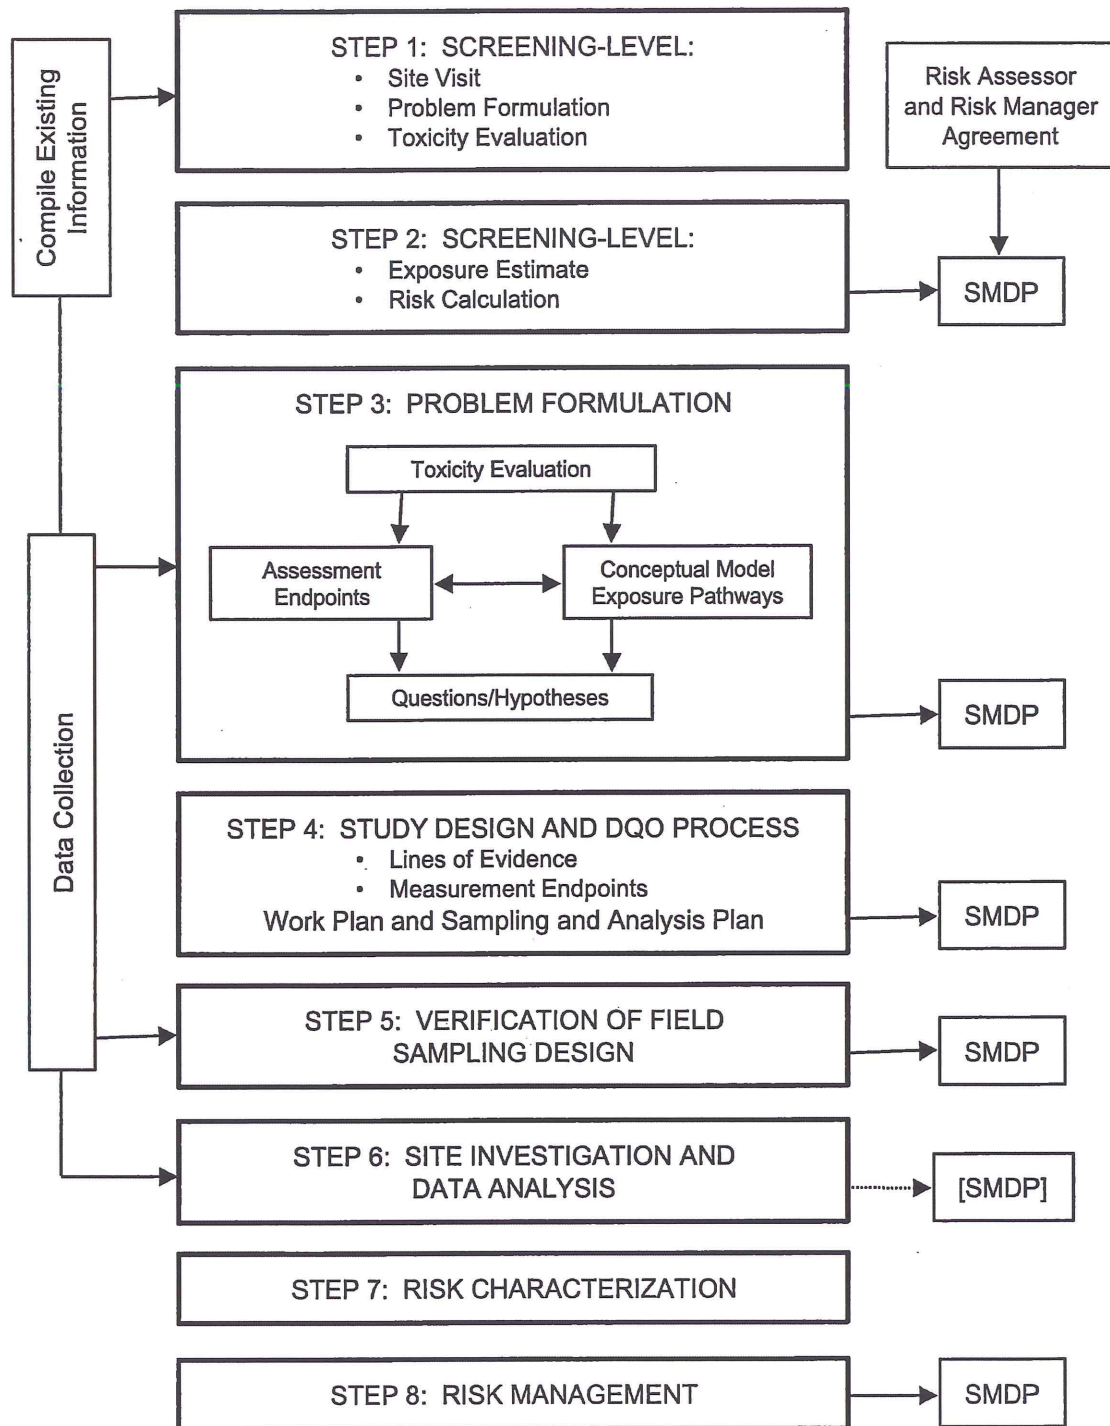 Compile Existing
Information
STEP 1: SCREENING-LEVEL:
• Site Visit
• Problem Formulation
• Toxicity Evaluation
Risk Assessor
and Risk Manager
Agreement
STEP 2: SCREENING-LEVEL:
• Exposure Estimate
• Risk Calculation
SMDP
Data Collection
STEP 3: PROBLEM FORMULATION
Toxicity Evaluation
Assessment
Endpoints
Conceptual Model
Exposure Pathways
Questions/Hypotheses
SMDP
STEP 4: STUDY DESIGN AND DQO PROCESS
• Lines of Evidence
• Measurement Endpoints
Work Plan and Sampling and Analysis Plan
SMDP
STEP 5: VERIFICATION OF FIELD
SAMPLING DESIGN
SMDP
STEP 6: SITE INVESTIGATION AND
DATA ANALYSIS
[SMDP]
STEP 7: RISK CHARACTERIZATION
STEP 8: RISK MANAGEMENT
SMDP